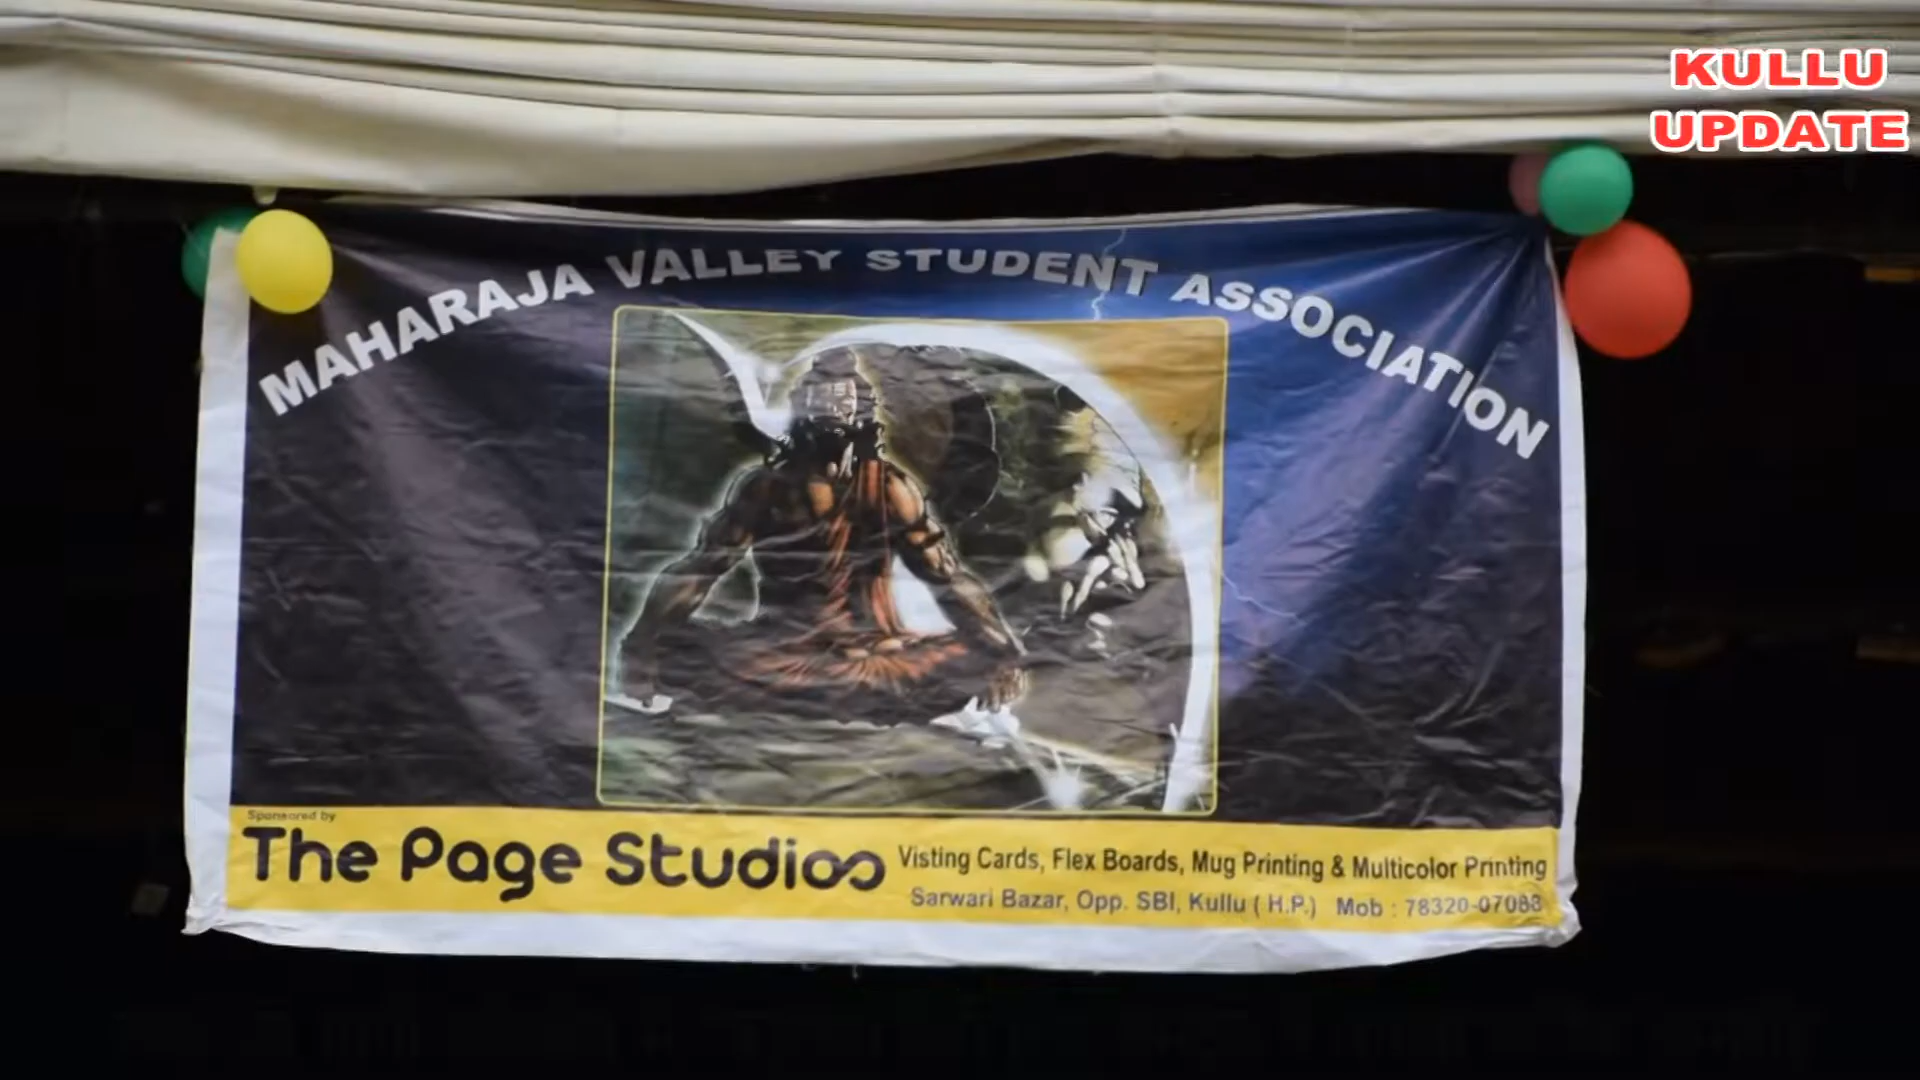 KULLU
UPDATE
MAHARAJA VALLEY STUDENT ASSOCIATION
Sponsored by
The Page Studios
Visting Cards, Flex Boards, Mug Printing & Multicolor Printing
Sarwari Bazar, Opp. SBI, Kullu ( H.P.) Mob : 78320-07088